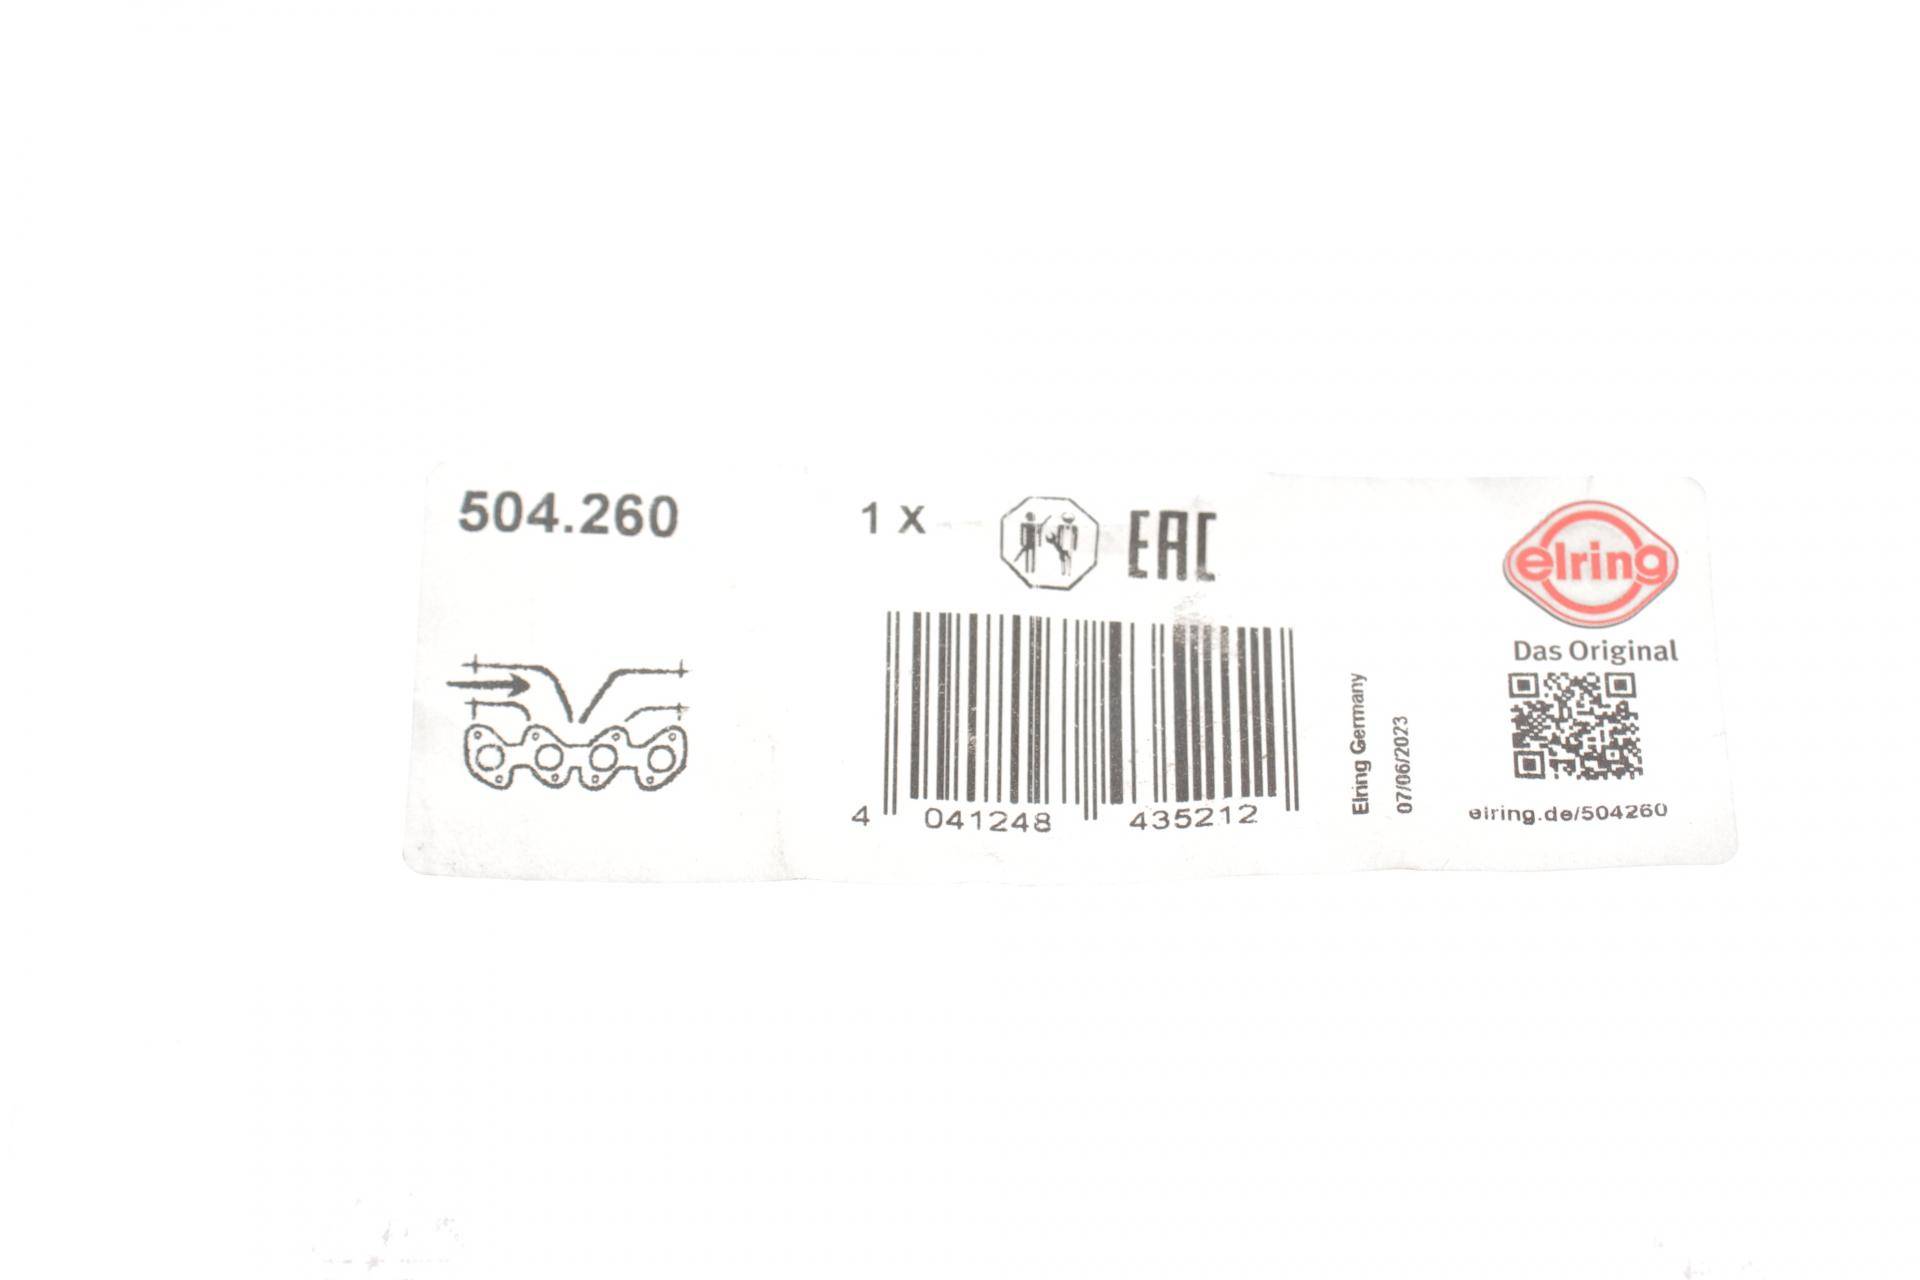 504.260
1 X
EAC
elring
Das Original
4 041248 435212
Elring Germany
07/06/2023
elring.de/504260